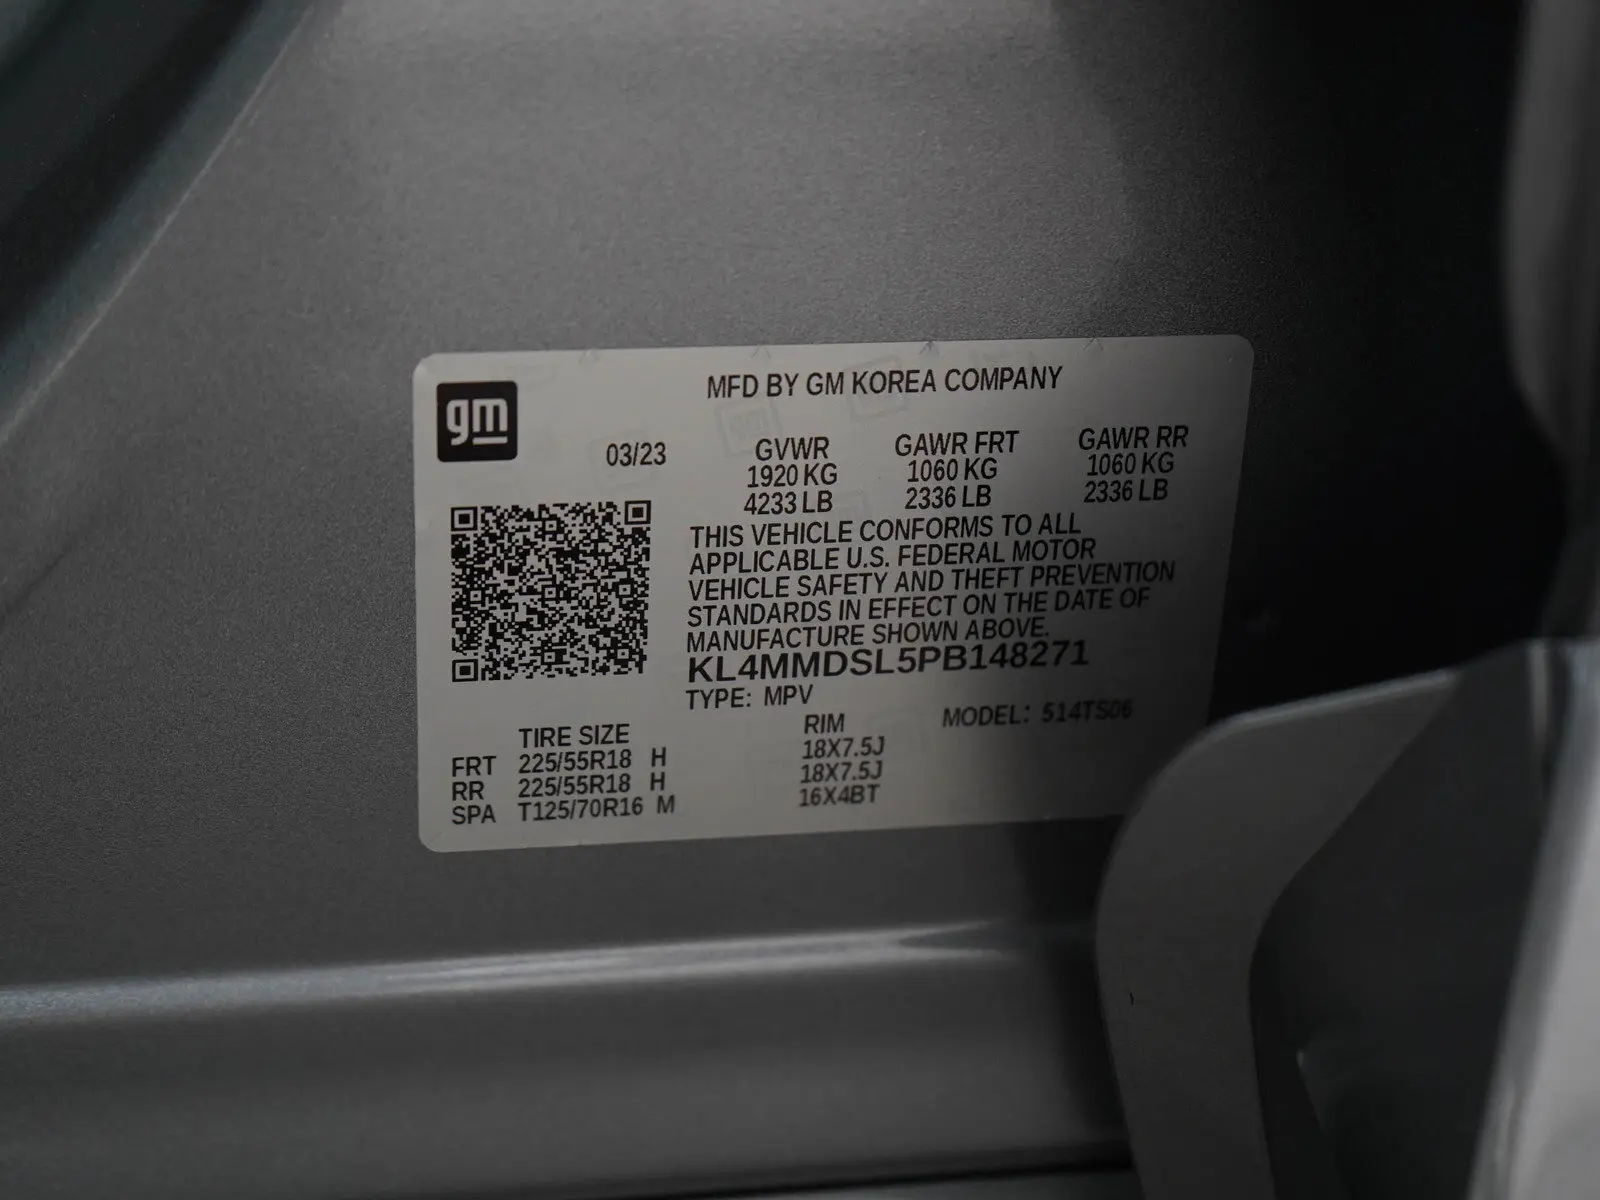 gm
MFD BY GM KOREA COMPANY
03/23 GVWR GAWR FRT GAWR RR
1920 KG 1060 KG 1060 KG
4233 LB 2336 LB 2336 LB
THIS VEHICLE CONFORMS TO ALL
APPLICABLE U.S. FEDERAL MOTOR
VEHICLE SAFETY AND THEFT PREVENTION
STANDARDS IN EFFECT ON THE DATE OF
MANUFACTURE SHOWN ABOVE.
KL4MMDSL5PB148271
TYPE: MPV
TIRE SIZE RIM MODEL: 514TS06
FRT 225/55R18 H 18X7.5J
RR 225/55R18 H 18X7.5J
SPA T125/70R16 M 16X4BT